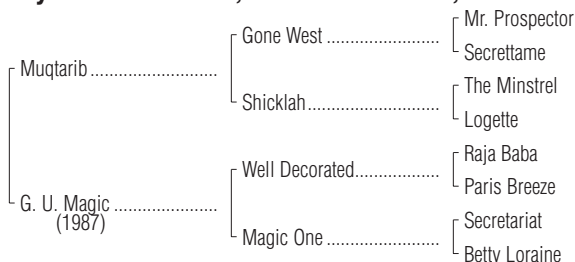 Mr. Prospector
Gone West
Secrettame
Muqtarib
The Minstrel
Shicklah
Logette
Raja Baba
Well Decorated
Paris Breeze
G. U. Magic
(1987)
Secretariat
Magic One
Betty Loraine